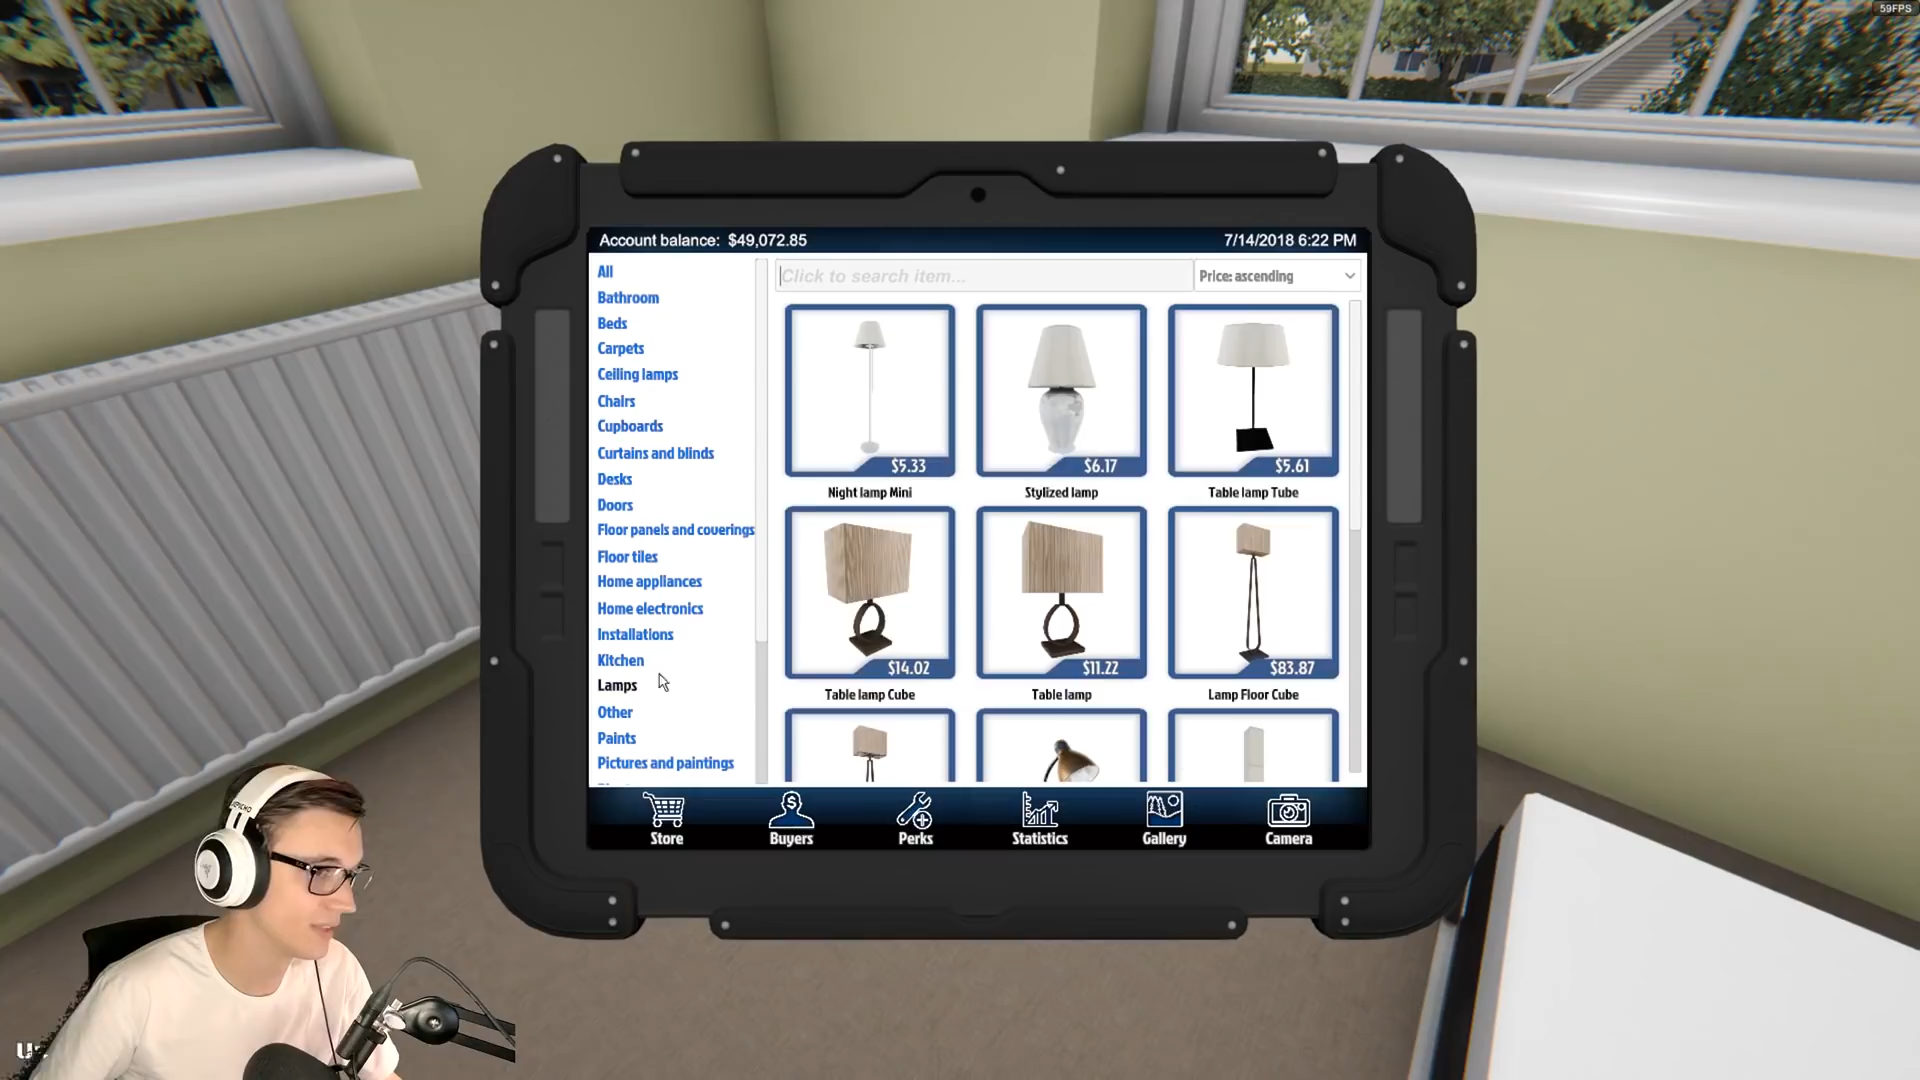 59FPS
Account balance: $49,072.85
7/14/2018 6:22 PM
All
Bathroom
Beds
Carpets
Ceiling lamps
Chairs
Cupboards
Curtains and blinds
Desks
Doors
Floor panels and coverings
Floor tiles
Home appliances
Home electronics
Installations
Kitchen
Lamps
Other
Paints
Pictures and paintings
Click to search item...
Price: ascending
$5.33
$6.17
$5.61
Night lamp Mini
Stylized lamp
Table lamp Tube
$14.02
$11.22
$83.87
Table lamp Cube
Table lamp
Lamp Floor Cube
Store
Buyers
Perks
Statistics
Gallery
Camera